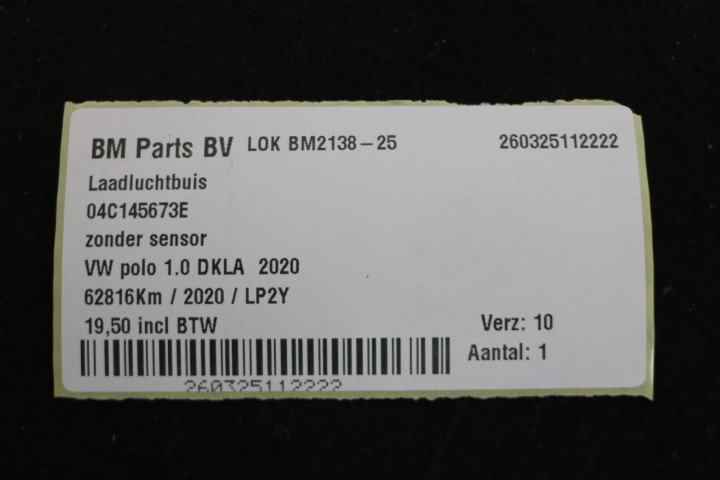 BM Parts BV LOK BM2138-25 260325112222
Laadluchtbuis
04C145673E
zonder sensor
VW polo 1.0 DKLA 2020
62816Km / 2020 / LP2Y
19,50 incl BTW Verz: 10
Aantal: 1
260325112222